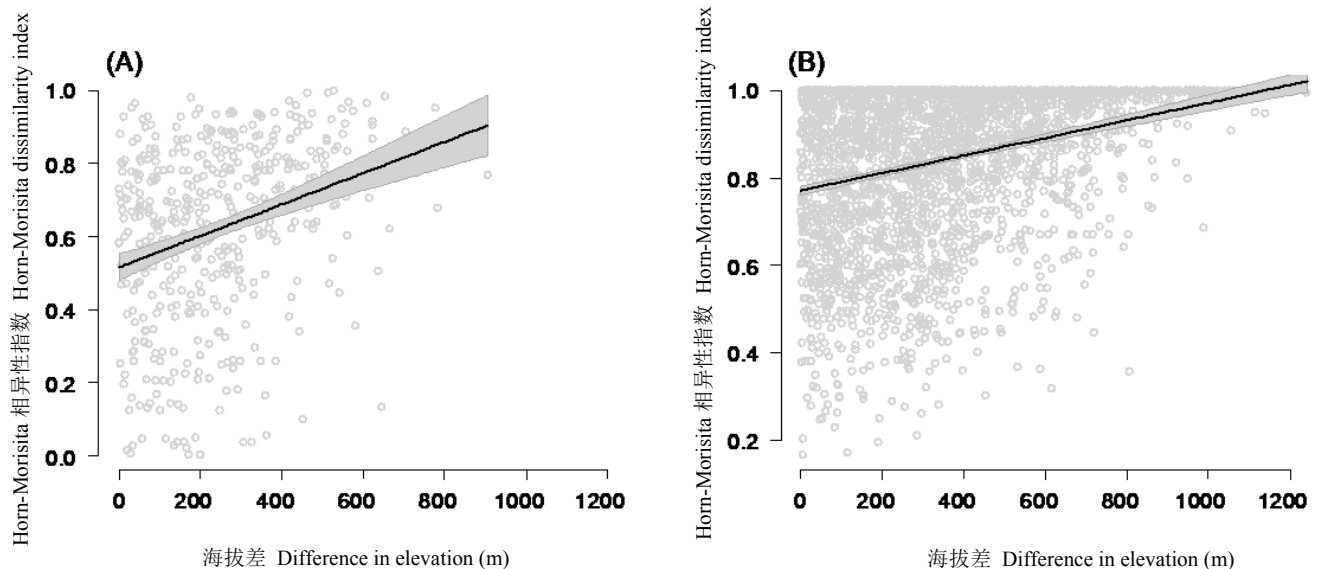 (A)
Horn-Morisita 相异性指数 Horn-Morisita dissimilarity index
1.0
0.8
0.6
0.4
0.2
0.0
0 200 400 600 800 1000 1200
海拔差 Difference in elevation (m)
(B)
Horn-Morisita 相异性指数 Horn-Morisita dissimilarity index
1.0
0.8
0.6
0.4
0.2
0 200 400 600 800 1000 1200
海拔差 Difference in elevation (m)